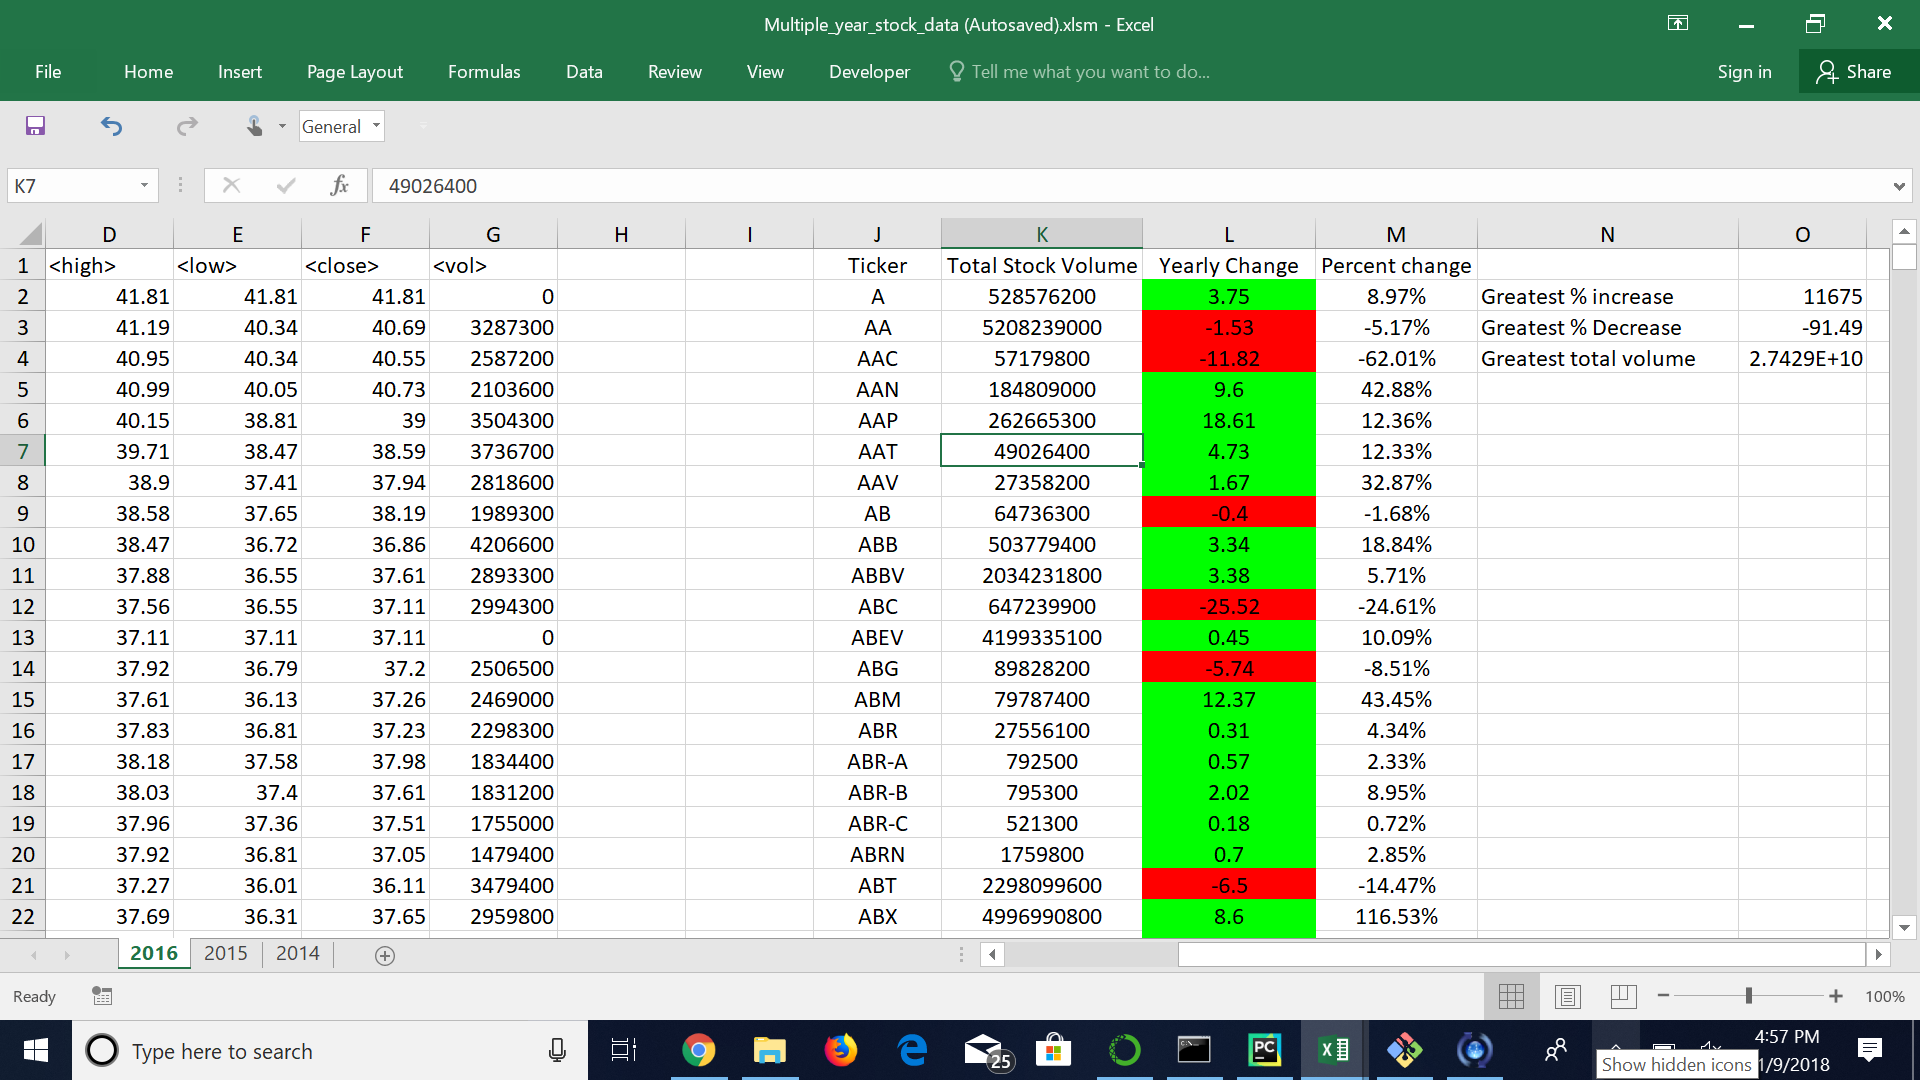 Multiple_year_stock_data (Autosaved).xlsm - Excel
File Home Insert Page Layout Formulas Data Review View Developer Tell me what you want to do... Sign in Share
General
K7 fx 49026400
D E F G H I J K L M N O
1 <high> <low> <close> <vol> Ticker Total Stock Volume Yearly Change Percent change
2 41.81 41.81 41.81 0 A 528576200 3.75 8.97% Greatest % increase 11675
3 41.19 40.34 40.69 3287300 AA 5208239000 -1.53 -5.17% Greatest % Decrease -91.49
4 40.95 40.34 40.55 2587200 AAC 57179800 -11.82 -62.01% Greatest total volume 2.7429E+10
5 40.99 40.05 40.73 2103600 AAN 184809000 9.6 42.88%
6 40.15 38.81 39 3504300 AAP 262665300 18.61 12.36%
7 39.71 38.47 38.59 3736700 AAT 49026400 4.73 12.33%
8 38.9 37.41 37.94 2818600 AAV 27358200 1.67 32.87%
9 38.58 37.65 38.19 1989300 AB 64736300 -0.4 -1.68%
10 38.47 36.72 36.86 4206600 ABB 503779400 3.34 18.84%
11 37.88 36.55 37.61 2893300 ABBV 2034231800 3.38 5.71%
12 37.56 36.55 37.11 2994300 ABC 647239900 -25.52 -24.61%
13 37.11 37.11 37.11 0 ABEV 4199335100 0.45 10.09%
14 37.92 36.79 37.2 2506500 ABG 89828200 -5.74 -8.51%
15 37.61 36.13 37.26 2469000 ABM 79787400 12.37 43.45%
16 37.83 36.81 37.23 2298300 ABR 27556100 0.31 4.34%
17 38.18 37.58 37.98 1834400 ABR-A 792500 0.57 2.33%
18 38.03 37.4 37.61 1831200 ABR-B 795300 2.02 8.95%
19 37.96 37.36 37.51 1755000 ABR-C 521300 0.18 0.72%
20 37.92 36.81 37.05 1479400 ABRN 1759800 0.7 2.85%
21 37.27 36.01 36.11 3479400 ABT 2298099600 -6.5 -14.47%
22 37.69 36.31 37.65 2959800 ABX 4996990800 8.6 116.53%
2016 2015 2014
Ready 100%
Type here to search 25 PC 4:57 PM
Show hidden icons 1/9/2018